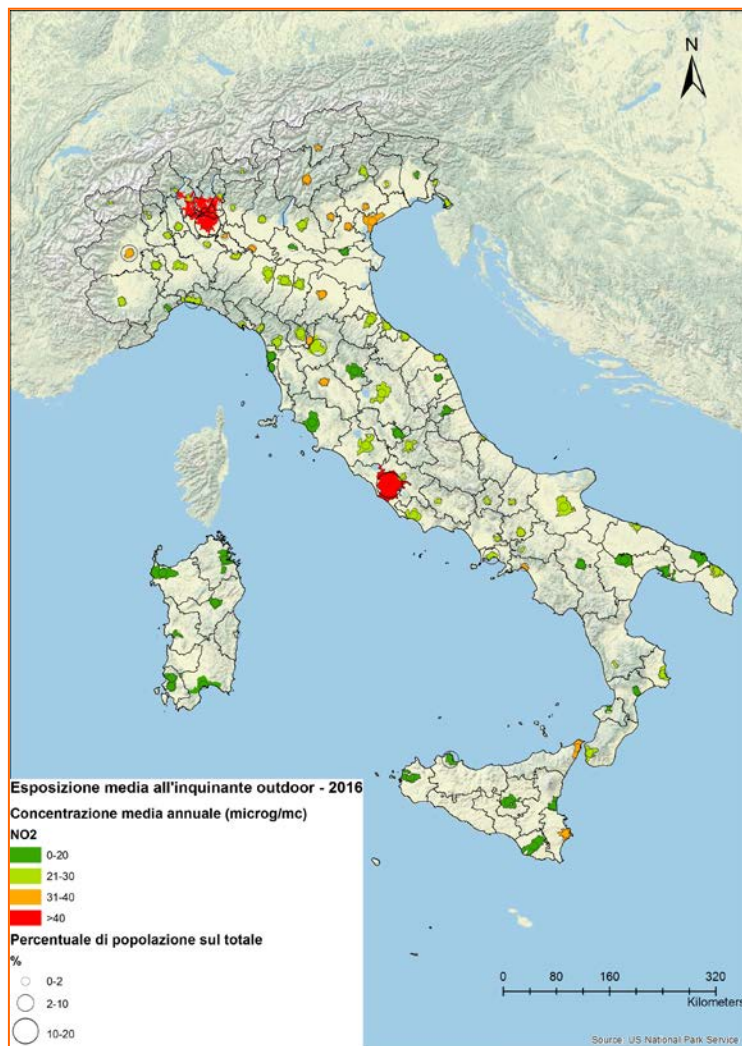 N
Esposizione media all'inquinante outdoor - 2016
Concentrazione media annuale (microg/mc)
NO2
0-20
21-30
31-40
>40
Percentuale di popolazione sul totale
%
0-2
2-10
10-20
0 80 160 320
Kilometers
Source: US National Park Service